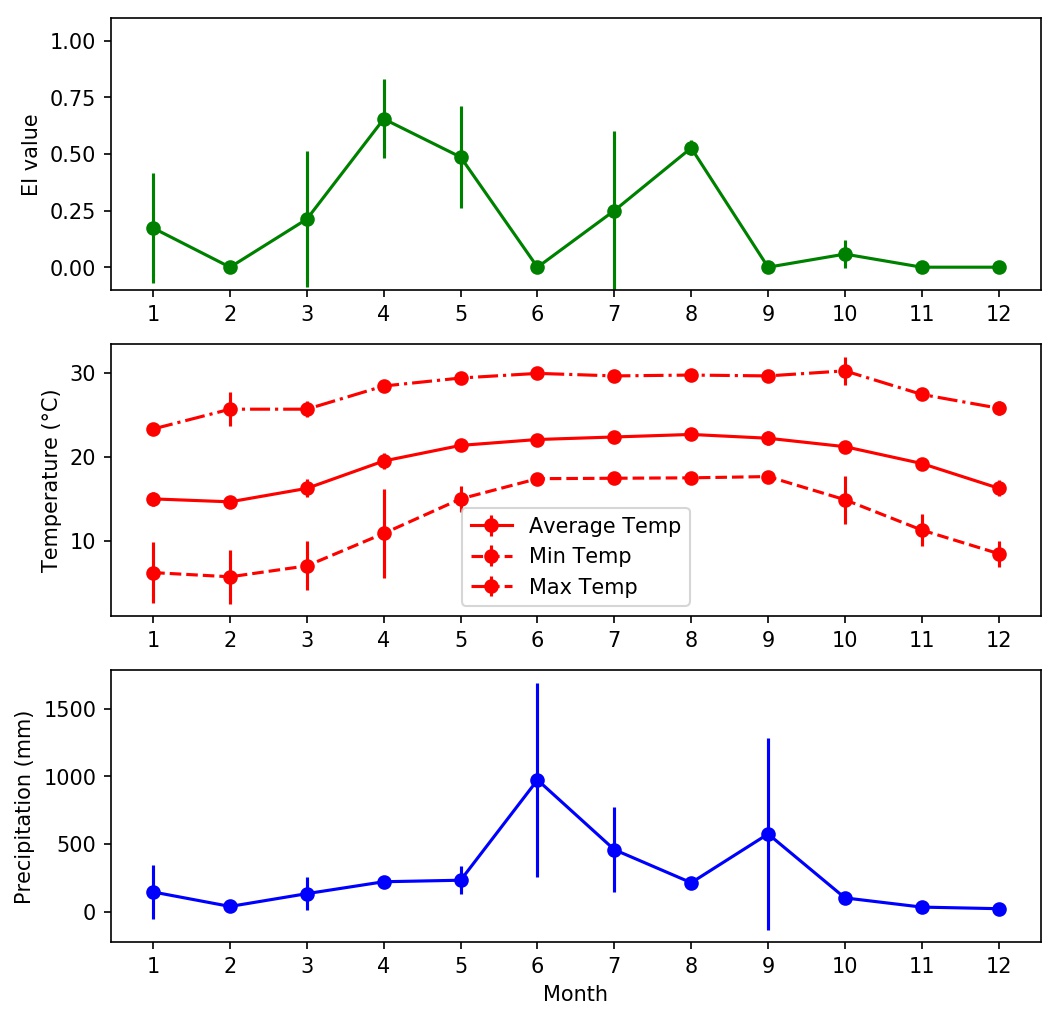 EI value
1.00
0.75
0.50
0.25
0.00
1 2 3 4 5 6 7 8 9 10 11 12
Temperature (°C)
30
20
10
Average Temp
Min Temp
Max Temp
1 2 3 4 5 6 7 8 9 10 11 12
Precipitation (mm)
1500
1000
500
0
1 2 3 4 5 6 7 8 9 10 11 12
Month